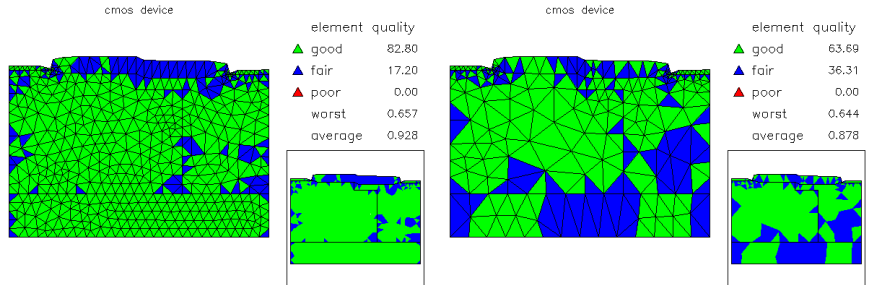 cmos device
element quality
good 82.80
fair 17.20
poor 0.00
worst 0.657
average 0.928
cmos device
element quality
good 63.69
fair 36.31
poor 0.00
worst 0.644
average 0.878